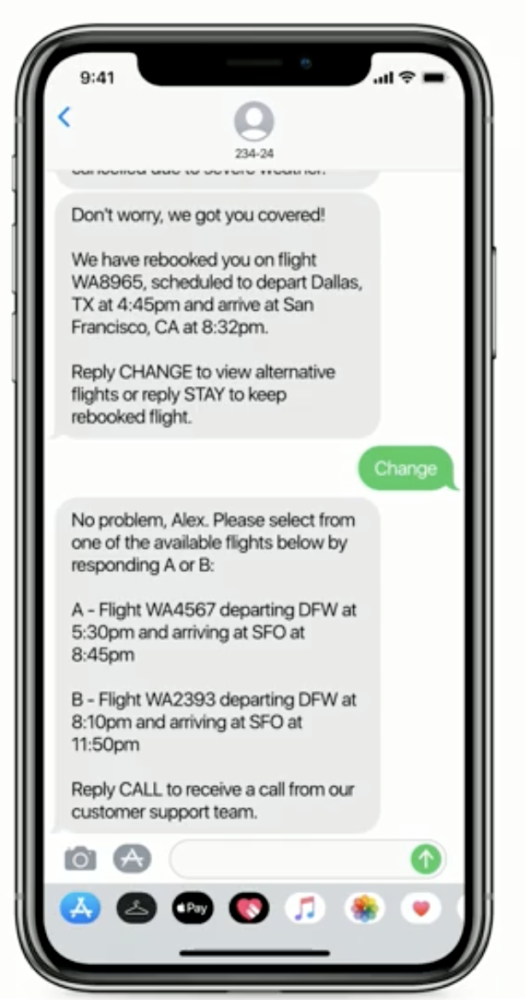 9:41
234-24
cancelled due to severe weather.
Don't worry, we got you covered!
We have rebooked you on flight
WA8965, scheduled to depart Dallas,
TX at 4:45pm and arrive at San
Francisco, CA at 8:32pm.
Reply CHANGE to view alternative
flights or reply STAY to keep
rebooked flight.
Change
No problem, Alex. Please select from
one of the available flights below by
responding A or B:
A - Flight WA4567 departing DFW at
5:30pm and arriving at SFO at
8:45pm
B - Flight WA2393 departing DFW at
8:10pm and arriving at SFO at
11:50pm
Reply CALL to receive a call from our
customer support team.
Pay